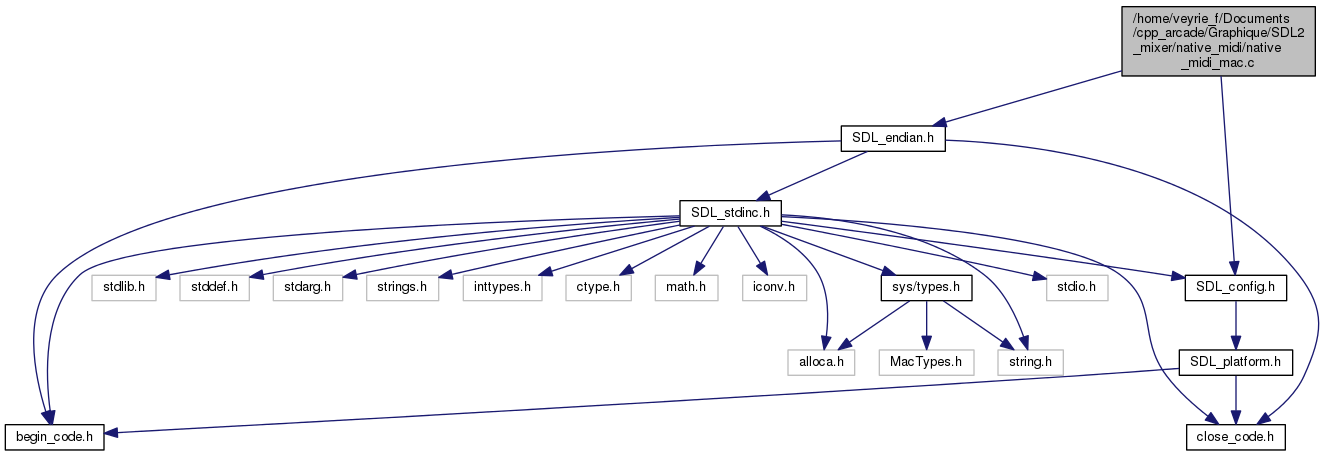 /home/veyrie_f/Documents
/cpp_arcade/Graphique/SDL2
_mixer/native_midi/native
_midi_mac.c
SDL_endian.h
SDL_stdinc.h
stdlib.h
stddef.h
stdarg.h
strings.h
inttypes.h
ctype.h
math.h
iconv.h
sys/types.h
stdio.h
SDL_config.h
alloca.h
MacTypes.h
string.h
SDL_platform.h
begin_code.h
close_code.h